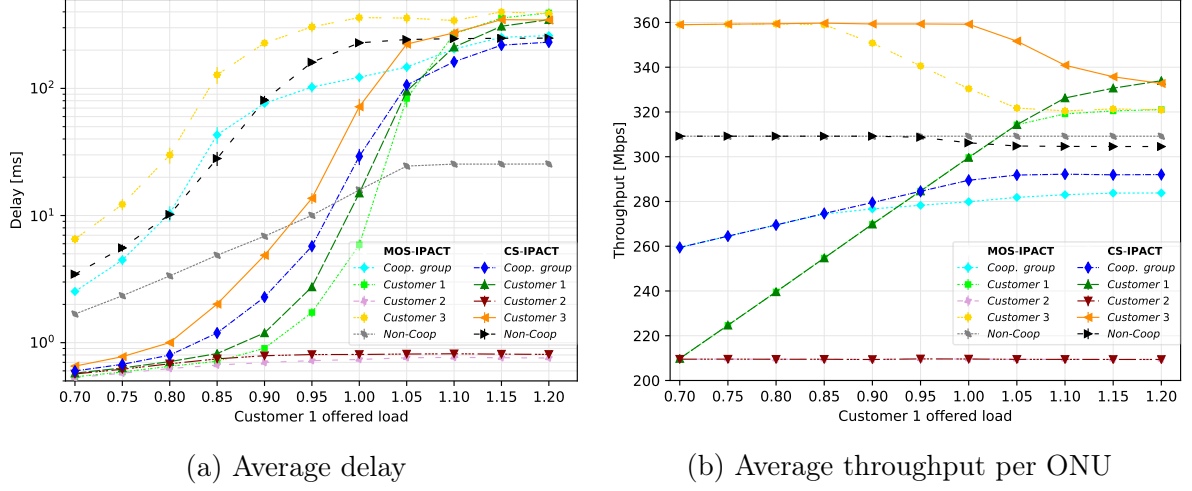 Delay [ms]
10²
10¹
10⁰
0.70 0.75 0.80 0.85 0.90 0.95 1.00 1.05 1.10 1.15 1.20
Customer 1 offered load
MOS-IPACT CS-IPACT
Coop. group Coop. group
Customer 1 Customer 1
Customer 2 Customer 2
Customer 3 Customer 3
Non-Coop Non-Coop
(a) Average delay
Throughput [Mbps]
360
340
320
300
280
260
240
220
200
0.70 0.75 0.80 0.85 0.90 0.95 1.00 1.05 1.10 1.15 1.20
Customer 1 offered load
MOS-IPACT CS-IPACT
Coop. group Coop. group
Customer 1 Customer 1
Customer 2 Customer 2
Customer 3 Customer 3
Non-Coop Non-Coop
(b) Average throughput per ONU